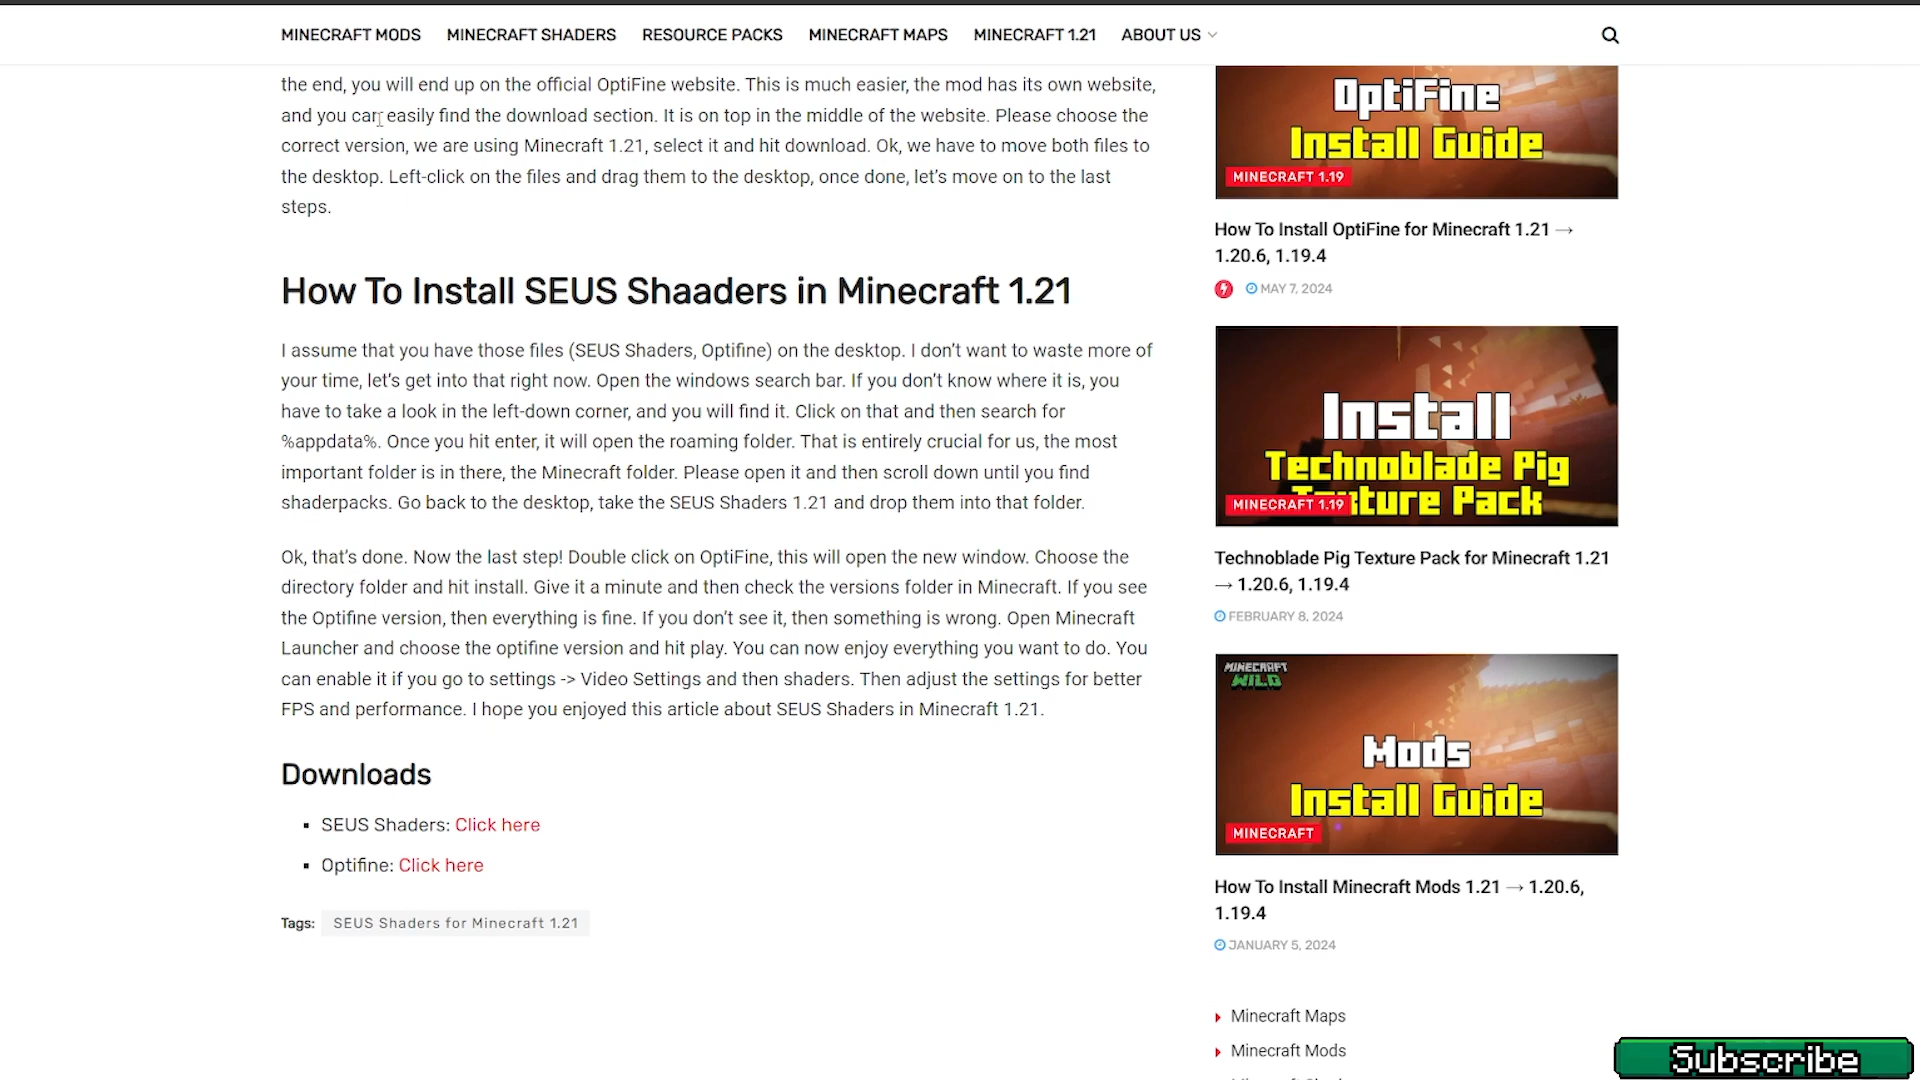 MINECRAFT MODS MINECRAFT SHADERS RESOURCE PACKS MINECRAFT MAPS MINECRAFT 1.21 ABOUT US
the end, you will end up on the official OptiFine website. This is much easier, the mod has its own website,
and you can easily find the download section. It is on top in the middle of the website. Please choose the
correct version, we are using Minecraft 1.21, select it and hit download. Ok, we have to move both files to
the desktop. Left-click on the files and drag them to the desktop, once done, let's move on to the last
steps.
How To Install SEUS Shaaders in Minecraft 1.21
I assume that you have those files (SEUS Shaders, Optifine) on the desktop. I don't want to waste more of
your time, let's get into that right now. Open the windows search bar. If you don't know where it is, you
have to take a look in the left-down corner, and you will find it. Click on that and then search for
%appdata%. Once you hit enter, it will open the roaming folder. That is entirely crucial for us, the most
important folder is in there, the Minecraft folder. Please open it and then scroll down until you find
shaderpacks. Go back to the desktop, take the SEUS Shaders 1.21 and drop them into that folder.
Ok, that's done. Now the last step! Double click on OptiFine, this will open the new window. Choose the
directory folder and hit install. Give it a minute and then check the versions folder in Minecraft. If you see
the Optifine version, then everything is fine. If you don't see it, then something is wrong. Open Minecraft
Launcher and choose the optifine version and hit play. You can now enjoy everything you want to do. You
can enable it if you go to settings -> Video Settings and then shaders. Then adjust the settings for better
FPS and performance. I hope you enjoyed this article about SEUS Shaders in Minecraft 1.21.
Downloads
▪ SEUS Shaders: Click here
▪ Optifine: Click here
Tags: SEUS Shaders for Minecraft 1.21
OptiFine
Install Guide
MINECRAFT 1.19
How To Install OptiFine for Minecraft 1.21 →
1.20.6, 1.19.4
MAY 7, 2024
Install
Technoblade Pig
Texture Pack
MINECRAFT 1.19
Technoblade Pig Texture Pack for Minecraft 1.21
→ 1.20.6, 1.19.4
FEBRUARY 8, 2024
MINECRAFT
WILD
Mods
Install Guide
MINECRAFT
How To Install Minecraft Mods 1.21 → 1.20.6,
1.19.4
JANUARY 5, 2024
Minecraft Maps
Minecraft Mods
Subscribe